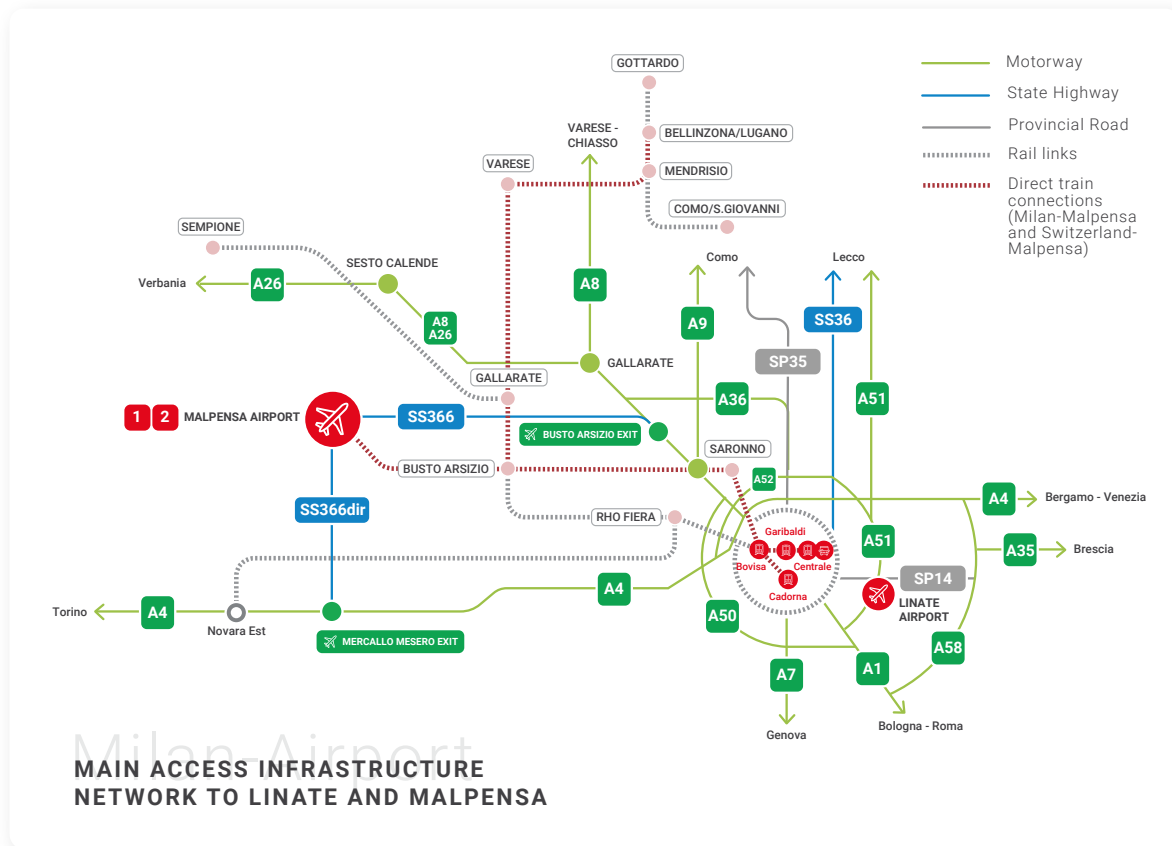 GOTTARDO
Motorway
State Highway
VARESE -
CHIASSO
BELLINZONA/LUGANO
Provincial Road
Rail links
VARESE
MENDRISIO
Direct train
connections
(Milan-Malpensa
and Switzerland-
Malpensa)
COMO/S.GIOVANNI
SEMPIONE
SESTO CALENDE
Como
Lecco
Verbania
A26
A8
A8
A26
A9
SS36
SP35
GALLARATE
GALLARATE
A36
A51
1 2 MALPENSA AIRPORT
SS366
BUSTO ARSIZIO EXIT
SARONNO
BUSTO ARSIZIO
A52
A4
Bergamo - Venezia
SS366dir
RHO FIERA
Garibaldi
A51
A35
Brescia
Bovisa
Centrale
SP14
A4
Cadorna
LINATE
AIRPORT
Torino
A4
Novara Est
A50
MERCALLO MESERO EXIT
A58
A7
A1
Genova
Bologna - Roma
Milan-Airport
MAIN ACCESS INFRASTRUCTURE
NETWORK TO LINATE AND MALPENSA